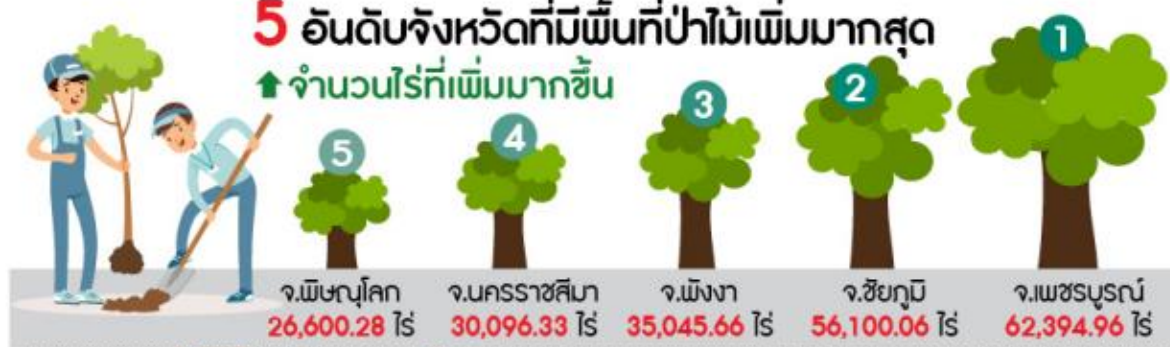 5 อันดับจังหวัดที่มีพื้นที่ป่าไม้เพิ่มมากสุด
จำนวนไร่ที่เพิ่มมากขึ้น
5 4 3 2 1
จ.พิษณุโลก จ.นครราชสีมา จ.พังงา จ.ชัยภูมิ จ.เพชรบูรณ์
26,600.28 ไร่ 30,096.33 ไร่ 35,045.66 ไร่ 56,100.06 ไร่ 62,394.96 ไร่